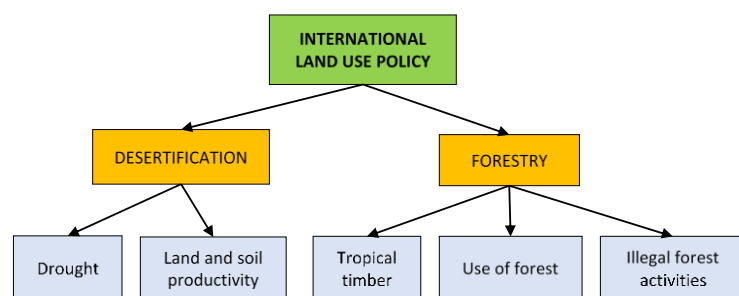 INTERNATIONAL
LAND USE POLICY
DESERTIFICATION
FORESTRY
Drought
Land and soil
productivity
Tropical
timber
Use of forest
Illegal forest
activities